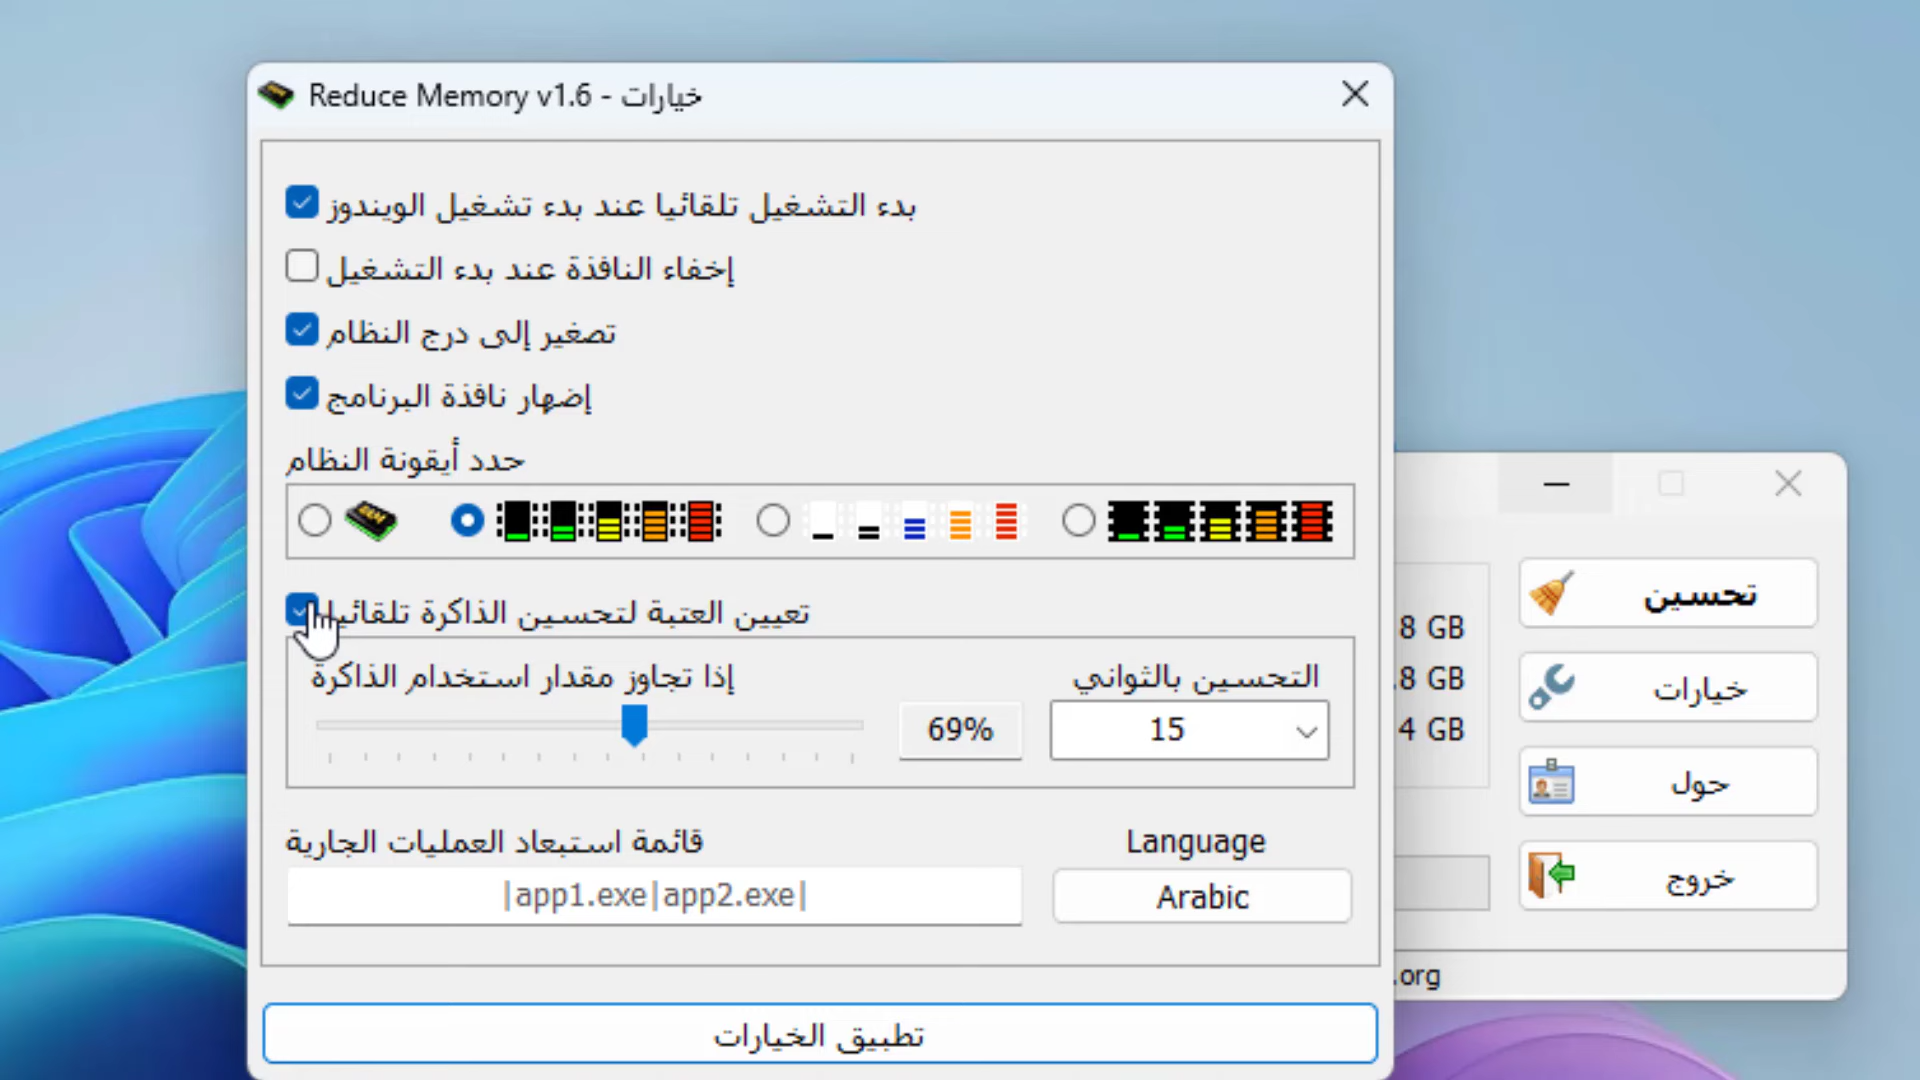 Reduce Memory v1.6 - خيارات
بدء التشغيل تلقائيا عند بدء تشغيل الويندوز
إخفاء النافذة عند بدء التشغيل
تصغير إلى درج النظام
إضهار نافذة البرنامج
حدد أيقونة النظام
تعيين العتبة لتحسين الذاكرة تلقائيا
إذا تجاوز مقدار استخدام الذاكرة
التحسين بالثواني
69%
15
قائمة استبعاد العمليات الجارية
Language
|app1.exe|app2.exe|
Arabic
تطبيق الخيارات
8 GB
.8 GB
4 GB
تحسين
خيارات
حول
خروج
.org